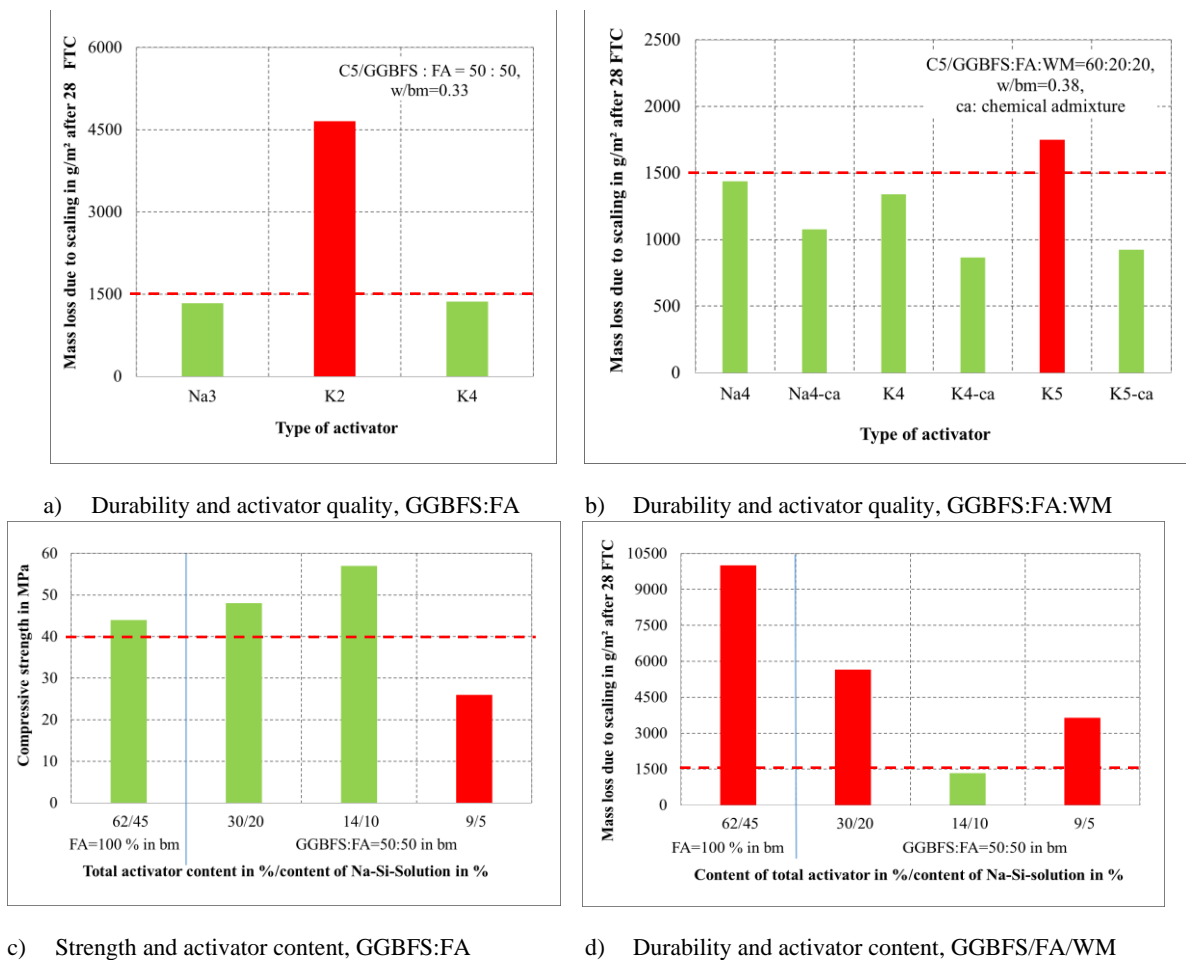 Mass loss due to scaling in g/m² after 28 FTC
6000
4500
3000
1500
0
C5/GGBFS : FA = 50 : 50,
w/bm=0.33
Na3
K2
K4
Type of activator
Mass loss due to scaling in g/m² after 28 FTC
2500
2000
1500
1000
500
0
C5/GGBFS:FA:WM=60:20:20,
w/bm=0.38,
ca: chemical admixture
Na4
Na4-ca
K4
K4-ca
K5
K5-ca
Type of activator
a) Durability and activator quality, GGBFS:FA
b) Durability and activator quality, GGBFS:FA:WM
Compressive strength in MPa
60
50
40
30
20
10
0
62/45
30/20
14/10
9/5
FA=100 % in bm
GGBFS:FA=50:50 in bm
Total activator content in %/content of Na-Si-Solution in %
Mass loss due to scaling in g/m² after 28 FTC
10500
9000
7500
6000
4500
3000
1500
0
62/45
30/20
14/10
9/5
FA=100 % in bm
GGBFS:FA=50:50 in bm
Content of total activator in %/content of Na-Si-solution in %
c) Strength and activator content, GGBFS:FA
d) Durability and activator content, GGBFS/FA/WM